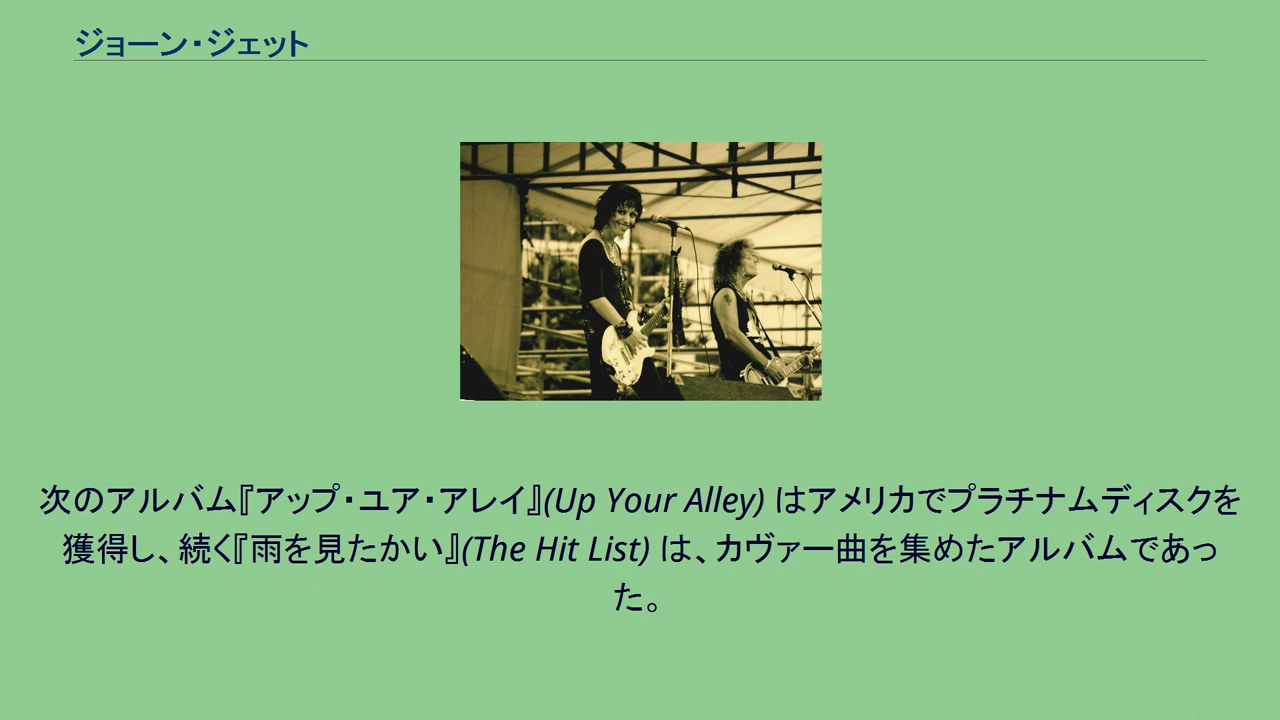 ジョーン・ジェット
次のアルバム『アップ・ユア・アレイ』(Up Your Alley) はアメリカでプラチナムディスクを
獲得し、続く『雨を見たかい』(The Hit List) は、カヴァー曲を集めたアルバムであっ
た。